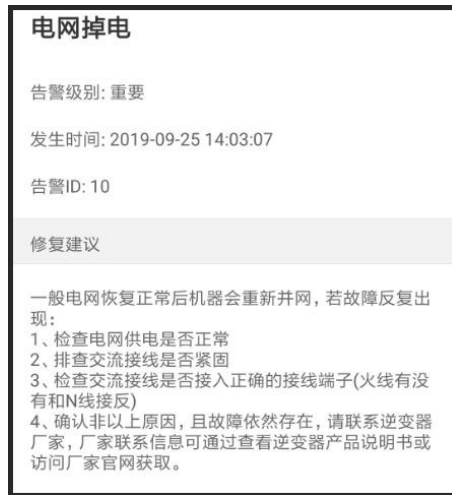 电网掉电
告警级别: 重要
发生时间: 2019-09-25 14:03:07
告警ID: 10
修复建议
一般电网恢复正常后机器会重新并网，若故障反复出
现：
1、检查电网供电是否正常
2、排查交流接线是否紧固
3、检查交流接线是否接入正确的接线端子(火线有没
有和N线接反)
4、确认非以上原因，且故障依然存在，请联系逆变器
厂家，厂家联系信息可通过查看逆变器产品说明书或
访问厂家官网获取。